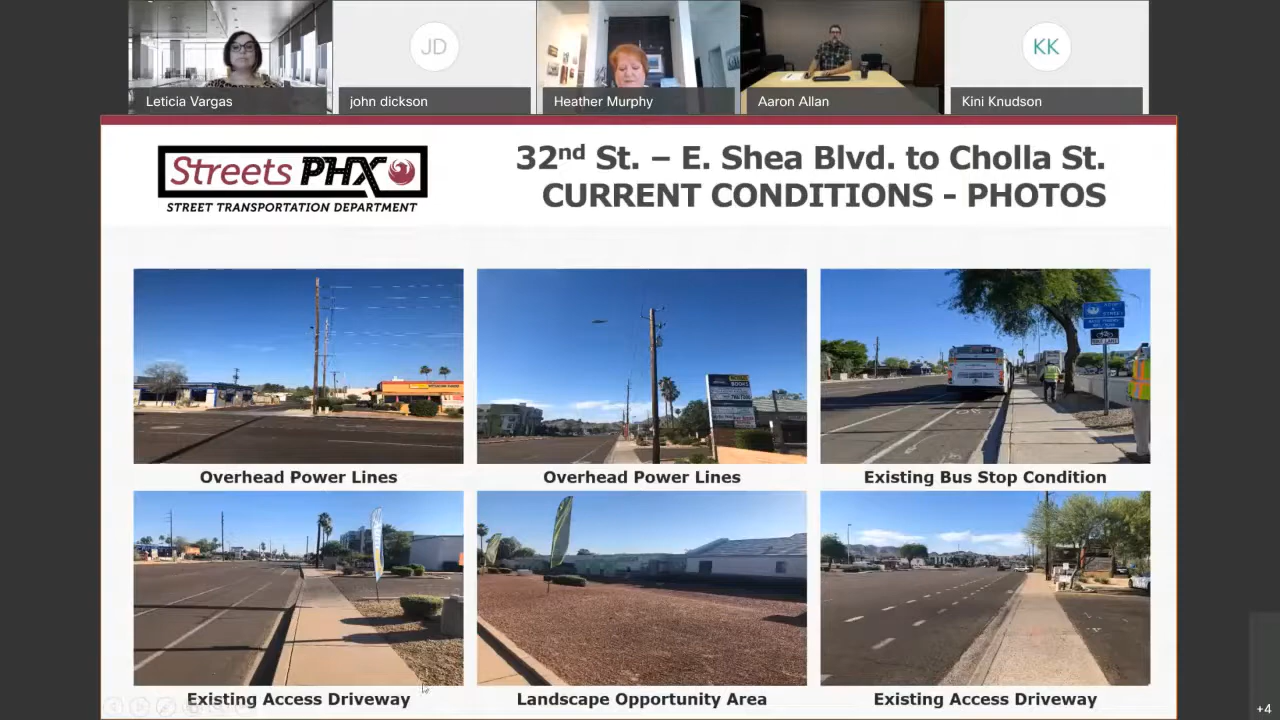 JD
KK
Leticia Vargas
john dickson
Heather Murphy
Aaron Allan
Kini Knudson
Streets PHX
STREET TRANSPORTATION DEPARTMENT
32nd St. – E. Shea Blvd. to Cholla St.
CURRENT CONDITIONS - PHOTOS
BOOKS
Overhead Power Lines
Overhead Power Lines
Existing Bus Stop Condition
Existing Access Driveway
Landscape Opportunity Area
Existing Access Driveway
+4